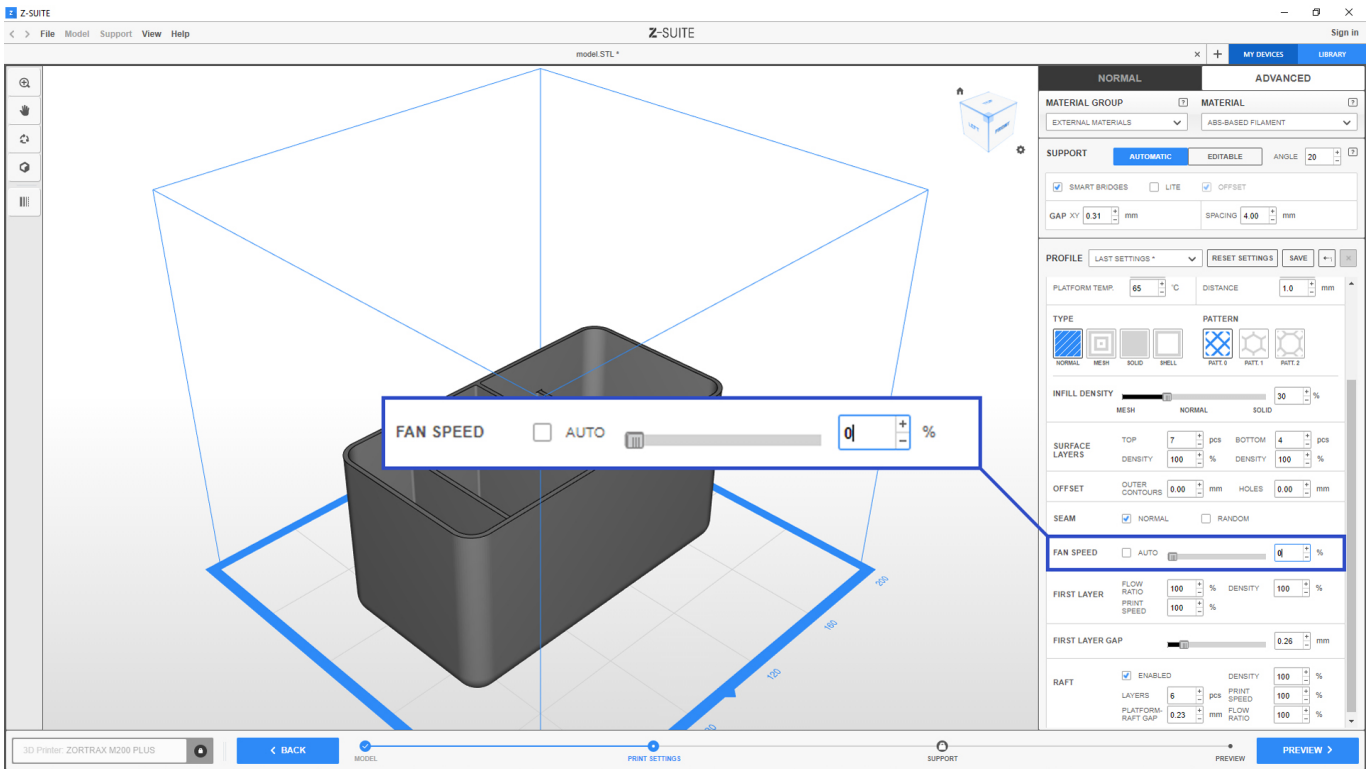 Z-SUITE
File Model Support View Help
Z-SUITE
Sign in
model.STL *
MY DEVICES
LIBRARY
NORMAL
ADVANCED
MATERIAL GROUP ?
MATERIAL ?
EXTERNAL MATERIALS
ABS-BASED FILAMENT
SUPPORT AUTOMATIC EDITABLE ANGLE 20 ?
SMART BRIDGES LITE OFFSET
GAP XY 0.31 mm SPACING 4.00 mm
PROFILE LAST SETTINGS * RESET SETTINGS SAVE
PLATFORM TEMP. 65 °C DISTANCE 1.0 mm
TYPE PATTERN
NORMAL MESH SOLID SHELL PATT. 0 PATT. 1 PATT. 2
INFILL DENSITY 30 %
MESH NORMAL SOLID
SURFACE LAYERS
TOP 7 pcs BOTTOM 4 pcs
DENSITY 100 % DENSITY 100 %
OFFSET OUTER CONTOURS 0.00 mm HOLES 0.00 mm
SEAM NORMAL RANDOM
FAN SPEED AUTO 0 %
FIRST LAYER
FLOW RATIO 100 % DENSITY 100 %
PRINT SPEED 100 %
FIRST LAYER GAP 0.26 mm
RAFT
ENABLED DENSITY 100 %
LAYERS 6 pcs PRINT SPEED 100 %
PLATFORM-RAFT GAP 0.23 mm FLOW RATIO 100 %
TOP
LEFT
FRONT
FAN SPEED AUTO 0 %
200
160
120
3D Printer: ZORTRAX M200 PLUS
< BACK
MODEL
PRINT SETTINGS
SUPPORT
PREVIEW
PREVIEW >